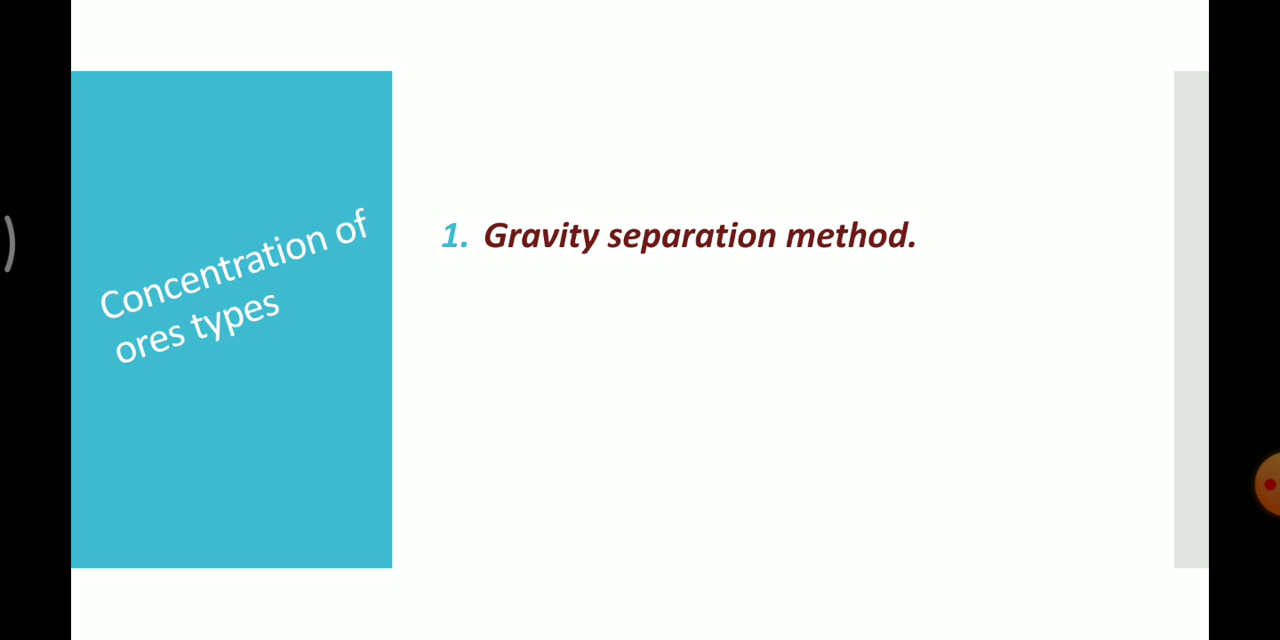 Concentration of
ores types
1. Gravity separation method.